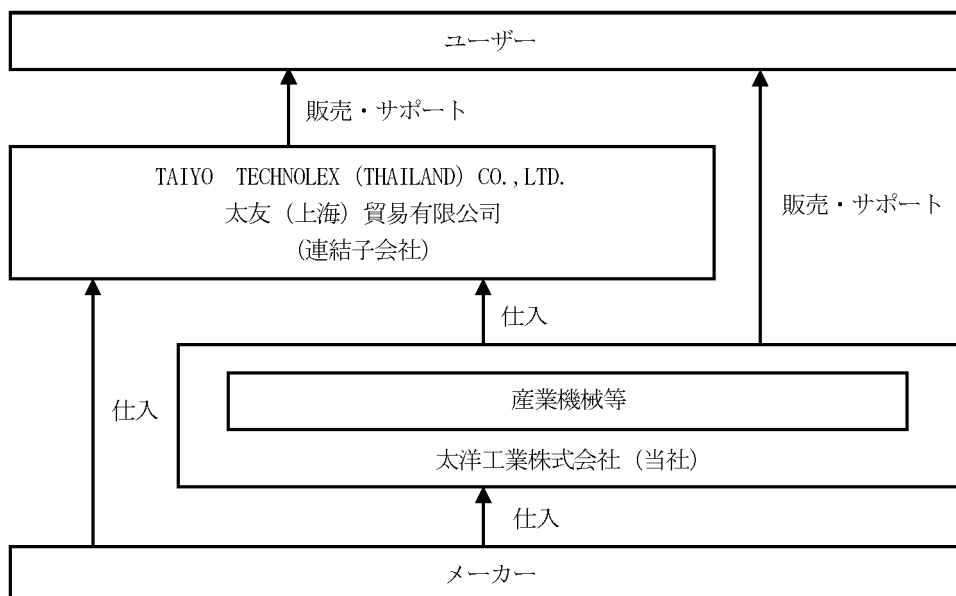 ユーザー
販売・サポート
TAIYO TECHNOLEX (THAILAND) CO.,LTD.
太友（上海）貿易有限公司
（連結子会社）
販売・サポート
仕入
産業機械等
仕入
太洋工業株式会社（当社）
仕入
メーカー